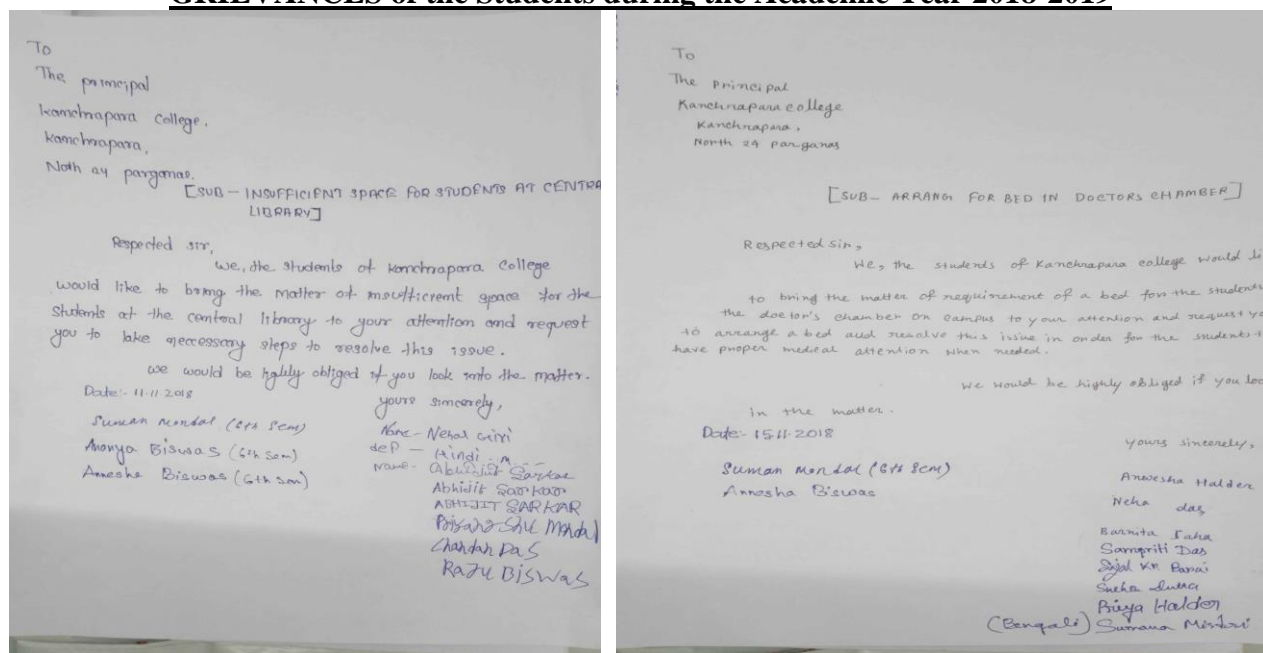 GRIEVANCES of the Students during the Academic Year 2018-2019
To
The principal
kamchrapara college,
kamchrapara,
Noth ay pargamas.
[SUB - INSUFFICIENT SPACE FOR STUDENTS AT CENTRA
LIBRARY]
Respected sir,
we, the students of kamchrapara college
would like to bring the matter of insufficient space for the
students at the central library to your attention and request
you to take neccessary steps to resolve this issue.
we would be highly obliged if you look into the matter.
Date:- 11.11.2018
yours sincerely,
Suman Mondal (6th Sem)
Ananya Biswas (6th sem)
Annesha Biswas (6th Sem)
Name - Nehal Giri
deP - Hindi
Name - Abhijit Sarkar
Abhijit Sarkar
ABHIJIT SARKAR
Mondal
Chandan Das
RAJU BISWAS
To
The Principal
Kanchrapara college
Kanchrapara,
North 24 parganas
[SUB- ARRANG FOR BED IN DOCTORS CHAMBER]
Respected sir,
We, the students of Kanchrapara college would li
to bring the matter of requirement of a bed for the students
the doctor's chamber on campus to your attention and request yo
to arrange a bed and resolve this issue in order for the students t
have proper medical attention when needed.
We would be highly obliged if you loo
in the matter.
Date:- 15.11.2018
yours sincerely,
Suman Mondal (6th Sem)
Annesha Biswas
Anwesha Halder
Neha das
Barnita Saha
Sampriti Das
Sneha Dutta
Priya Halder
(Bengali) Sumana Mistri